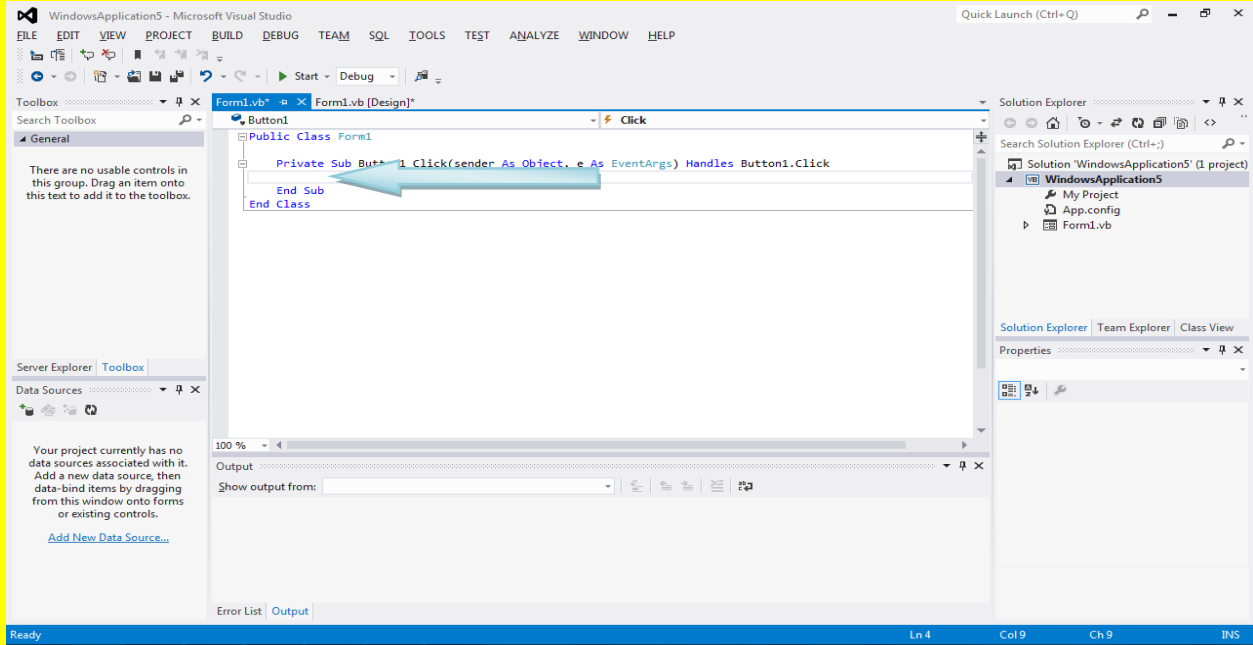 WindowsApplication5 - Microsoft Visual Studio
Quick Launch (Ctrl+Q)
FILE EDIT VIEW PROJECT BUILD DEBUG TEAM SQL TOOLS TEST ANALYZE WINDOW HELP
Start Debug
Toolbox
Search Toolbox
General
There are no usable controls in
this group. Drag an item onto
this text to add it to the toolbox.
Server Explorer Toolbox
Data Sources
Your project currently has no
data sources associated with it.
Add a new data source, then
data-bind items by dragging
from this window onto forms
or existing controls.
Add New Data Source...
Form1.vb* Form1.vb [Design]*
Button1 Click
Public Class Form1
Private Sub Button1_Click(sender As Object, e As EventArgs) Handles Button1.Click
End Sub
End Class
100 %
Output
Show output from:
Error List Output
Solution Explorer
Search Solution Explorer (Ctrl+;)
Solution 'WindowsApplication5' (1 project)
VB WindowsApplication5
My Project
App.config
Form1.vb
Solution Explorer Team Explorer Class View
Properties
Ready Ln 4 Col 9 Ch 9 INS